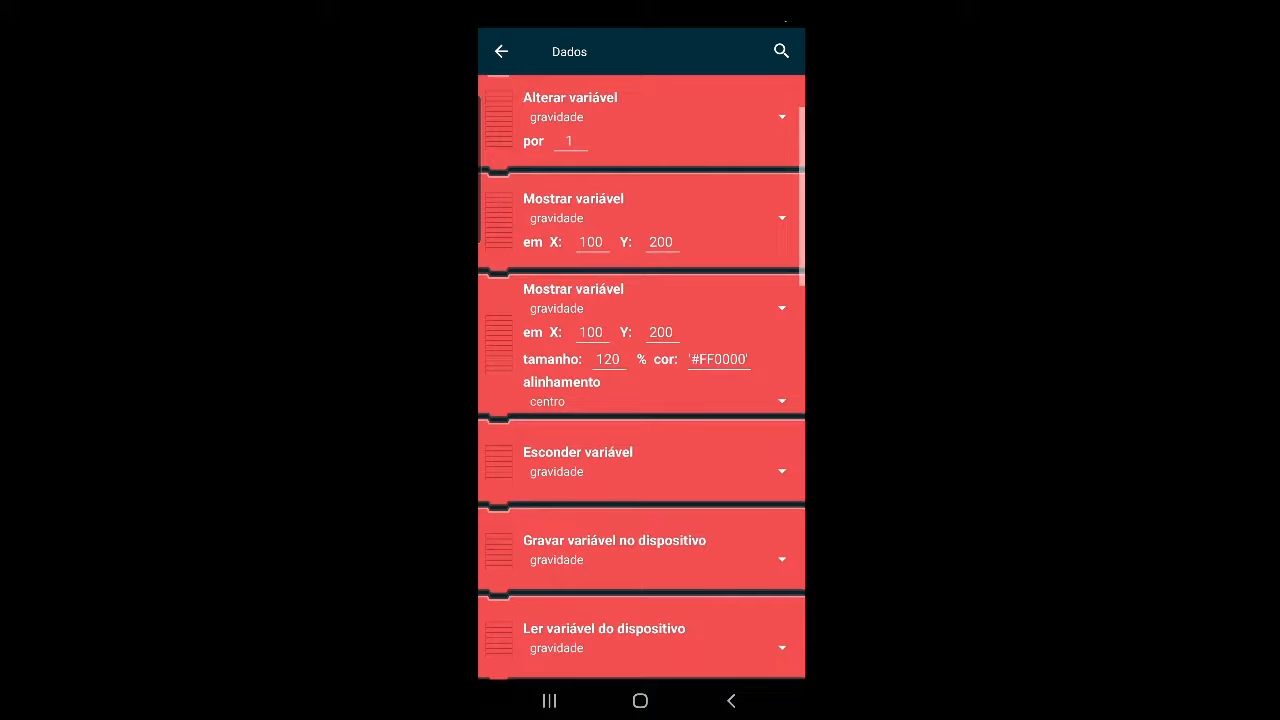 Dados
Alterar variável
gravidade
por 1
Mostrar variável
gravidade
em X: 100 Y: 200
Mostrar variável
gravidade
em X: 100 Y: 200
tamanho: 120 % cor: '#FF0000'
alinhamento
centro
Esconder variável
gravidade
Gravar variável no dispositivo
gravidade
Ler variável do dispositivo
gravidade